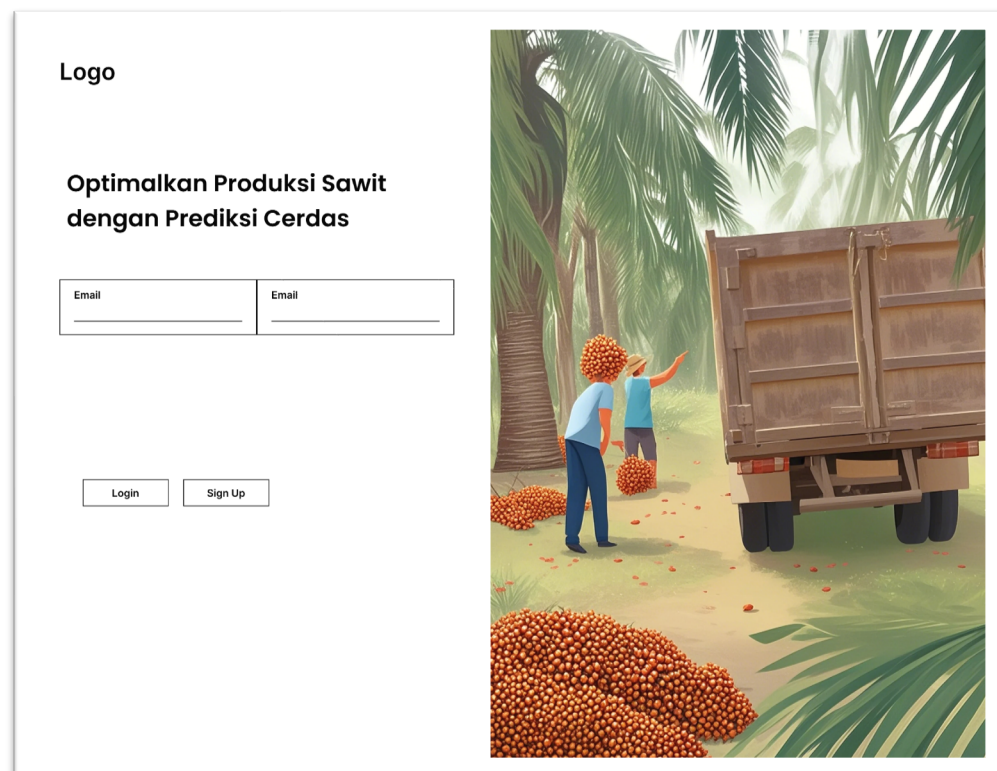 Logo
Optimalkan Produksi Sawit
dengan Prediksi Cerdas
Email
Email
Login
Sign Up